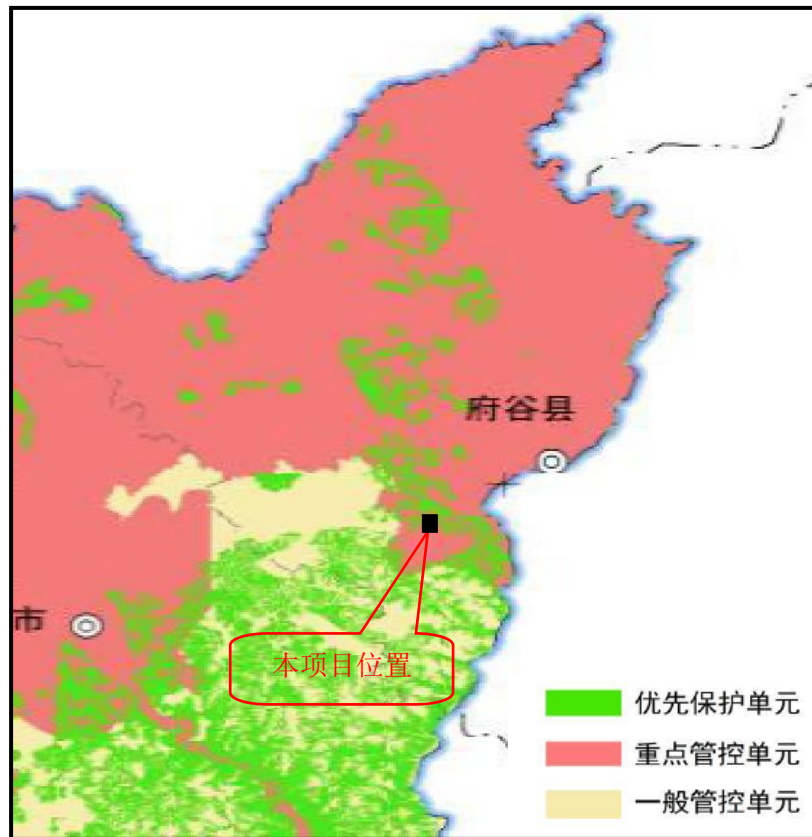 府谷县
市
本项目位置
优先保护单元
重点管控单元
一般管控单元